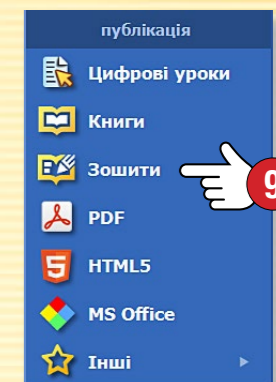 публікація
Цифрові уроки
Книги
Зошити
9
PDF
HTML5
MS Office
Інші